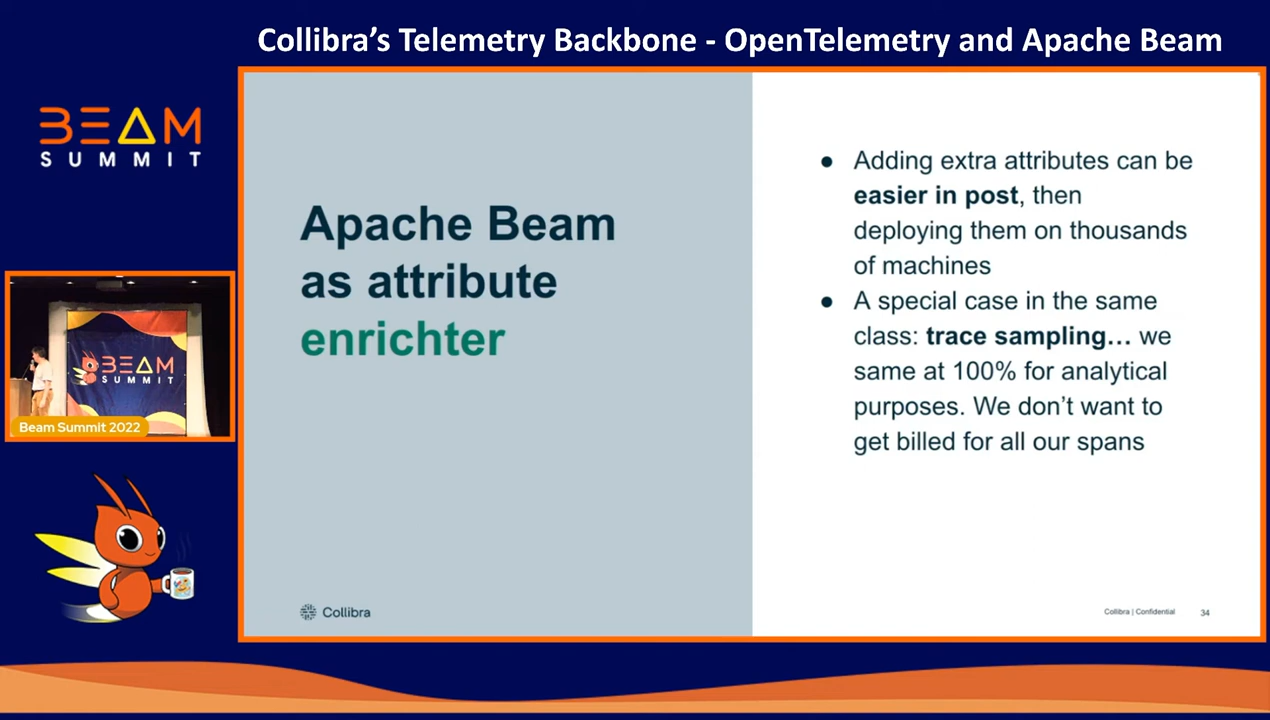 Collibra's Telemetry Backbone - OpenTelemetry and Apache Beam
BEAM
SUMMIT
Apache Beam
as attribute
enrichter
● Adding extra attributes can be
easier in post, then
deploying them on thousands
of machines
● A special case in the same
class: trace sampling... we
same at 100% for analytical
purposes. We don't want to
get billed for all our spans
BEAM
SUMMIT
Beam Summit 2022
Collibra
Collibra | Confidential
34